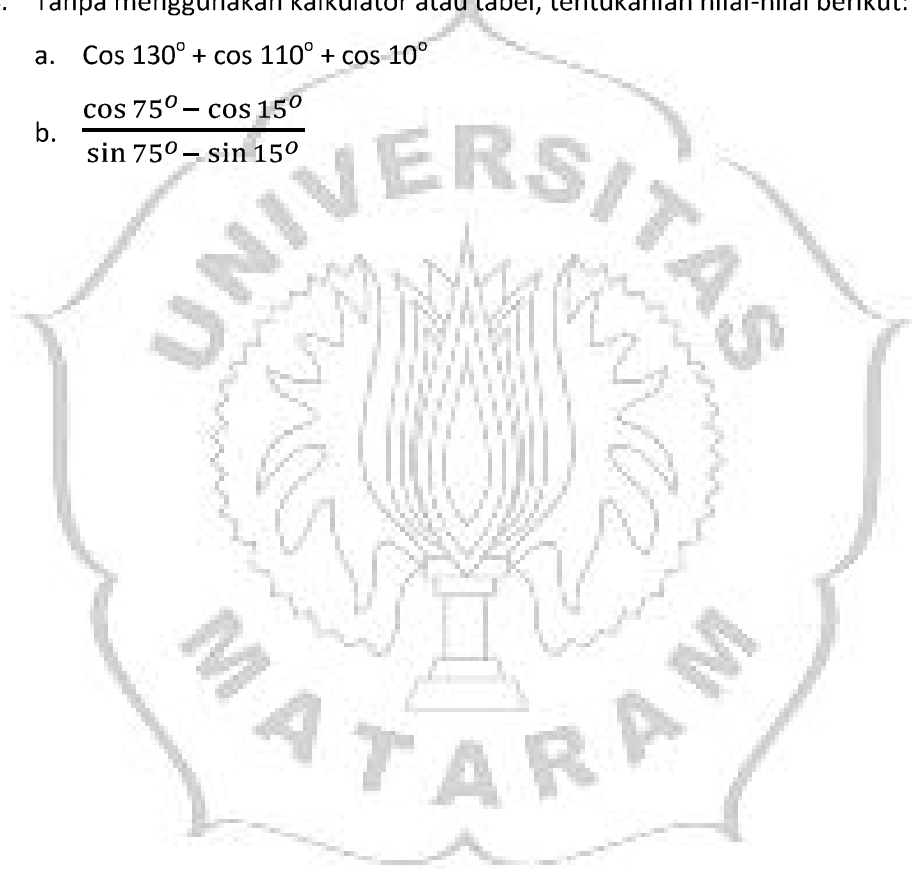 Tanpa menggunakan kalkulator atau tabel, tentukanlah nilai-nilai berikut:
a. Cos 130° + cos 110° + cos 10°
b. cos 75° – cos 15°
sin 75° – sin 15°
UNIVERSITAS
MATARAM